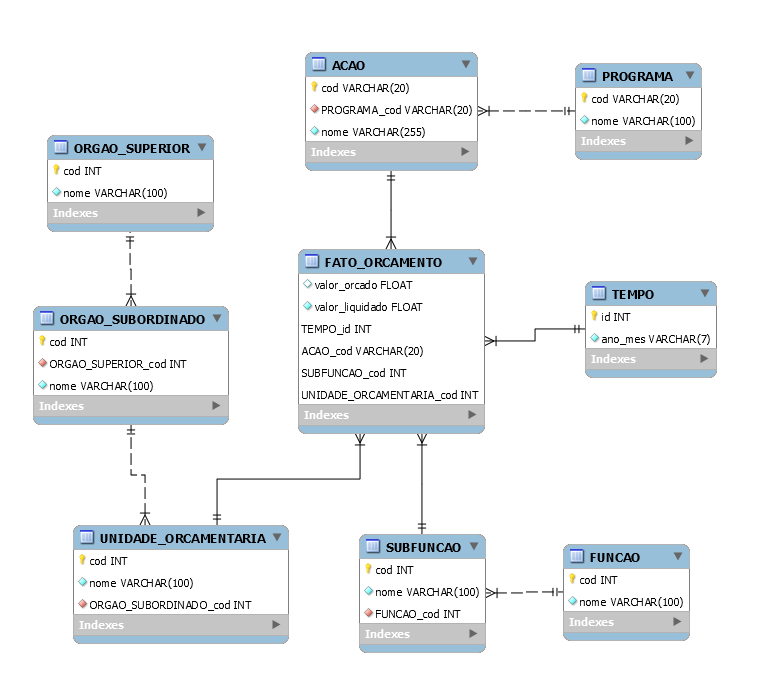 ACAO
cod VARCHAR(20)
PROGRAMA_cod VARCHAR(20)
nome VARCHAR(255)
Indexes
PROGRAMA
cod VARCHAR(20)
nome VARCHAR(100)
Indexes
ORGAO_SUPERIOR
cod INT
nome VARCHAR(100)
Indexes
FATO_ORCAMENTO
valor_orcado FLOAT
valor_liquidado FLOAT
TEMPO_id INT
ACAO_cod VARCHAR(20)
SUBFUNCAO_cod INT
UNIDADE_ORCAMENTARIA_cod INT
Indexes
TEMPO
id INT
ano_mes VARCHAR(7)
Indexes
ORGAO_SUBORDINADO
cod INT
ORGAO_SUPERIOR_cod INT
nome VARCHAR(100)
Indexes
UNIDADE_ORCAMENTARIA
cod INT
nome VARCHAR(100)
ORGAO_SUBORDINADO_cod INT
Indexes
SUBFUNCAO
cod INT
nome VARCHAR(100)
FUNCAO_cod INT
Indexes
FUNCAO
cod INT
nome VARCHAR(100)
Indexes